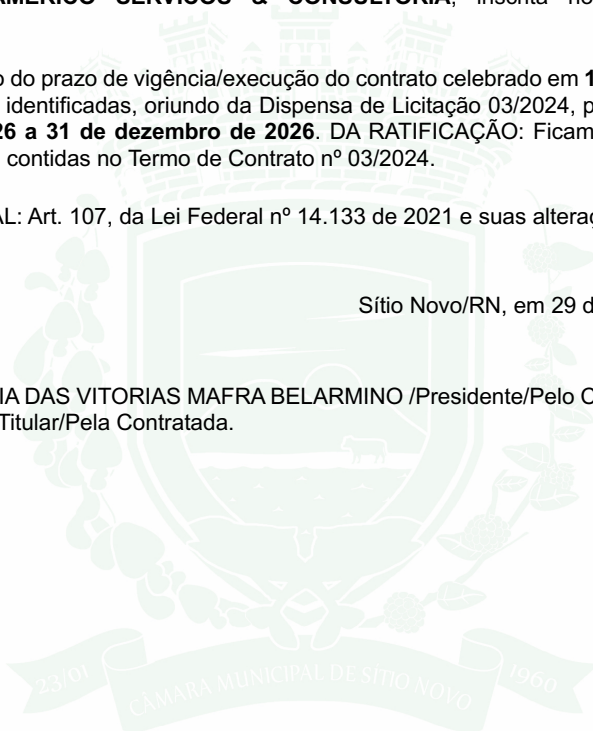 AMÉRICO SERVIÇOS & CONSULTORIA, inscrita no
o do prazo de vigência/execução do contrato celebrado em 1
identificadas, oriundo da Dispensa de Licitação 03/2024, p
26 a 31 de dezembro de 2026. DA RATIFICAÇÃO: Ficam
contidas no Termo de Contrato nº 03/2024.
AL: Art. 107, da Lei Federal nº 14.133 de 2021 e suas alteraç
Sítio Novo/RN, em 29 d
IA DAS VITORIAS MAFRA BELARMINO /Presidente/Pelo C
Titular/Pela Contratada.
23/01 CÂMARA MUNICIPAL DE SÍTIO NOVO 1960